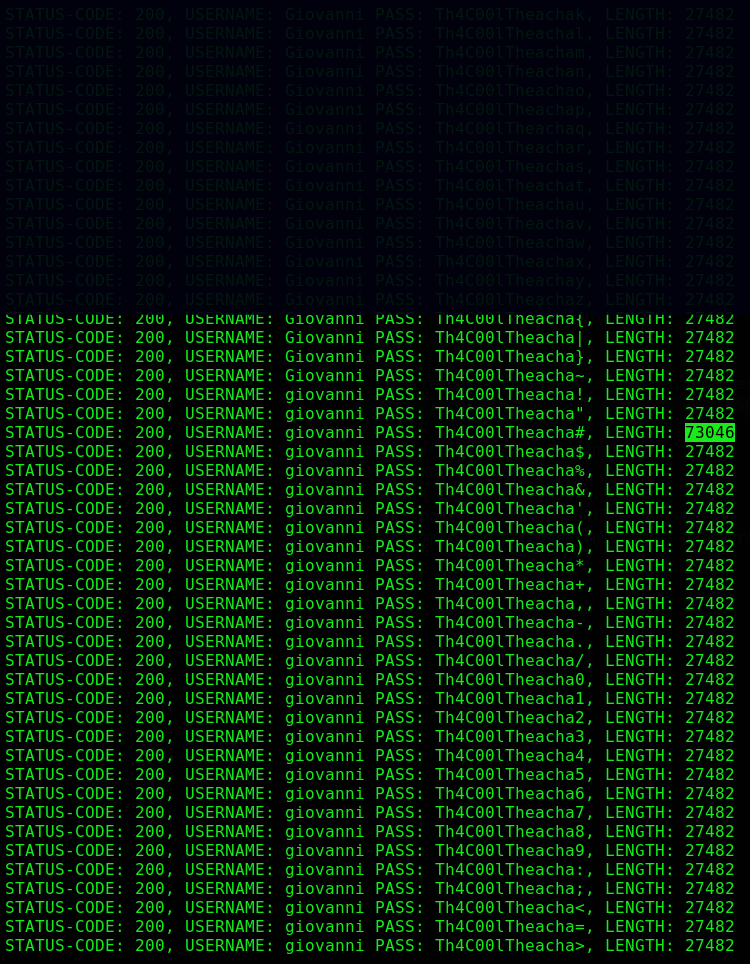 STATUS-CODE: 200, USERNAME: Giovanni PASS: Th4C00lTheachak, LENGTH: 27482
STATUS-CODE: 200, USERNAME: Giovanni PASS: Th4C00lTheachal, LENGTH: 27482
STATUS-CODE: 200, USERNAME: Giovanni PASS: Th4C00lTheacham, LENGTH: 27482
STATUS-CODE: 200, USERNAME: Giovanni PASS: Th4C00lTheachan, LENGTH: 27482
STATUS-CODE: 200, USERNAME: Giovanni PASS: Th4C00lTheachao, LENGTH: 27482
STATUS-CODE: 200, USERNAME: Giovanni PASS: Th4C00lTheachap, LENGTH: 27482
STATUS-CODE: 200, USERNAME: Giovanni PASS: Th4C00lTheachaq, LENGTH: 27482
STATUS-CODE: 200, USERNAME: Giovanni PASS: Th4C00lTheachar, LENGTH: 27482
STATUS-CODE: 200, USERNAME: Giovanni PASS: Th4C00lTheachas, LENGTH: 27482
STATUS-CODE: 200, USERNAME: Giovanni PASS: Th4C00lTheachat, LENGTH: 27482
STATUS-CODE: 200, USERNAME: Giovanni PASS: Th4C00lTheachau, LENGTH: 27482
STATUS-CODE: 200, USERNAME: Giovanni PASS: Th4C00lTheachav, LENGTH: 27482
STATUS-CODE: 200, USERNAME: Giovanni PASS: Th4C00lTheachaw, LENGTH: 27482
STATUS-CODE: 200, USERNAME: Giovanni PASS: Th4C00lTheachax, LENGTH: 27482
STATUS-CODE: 200, USERNAME: Giovanni PASS: Th4C00lTheachay, LENGTH: 27482
STATUS-CODE: 200, USERNAME: Giovanni PASS: Th4C00lTheachaz, LENGTH: 27482
STATUS-CODE: 200, USERNAME: Giovanni PASS: Th4C00lTheacha{, LENGTH: 27482
STATUS-CODE: 200, USERNAME: Giovanni PASS: Th4C00lTheacha|, LENGTH: 27482
STATUS-CODE: 200, USERNAME: Giovanni PASS: Th4C00lTheacha}, LENGTH: 27482
STATUS-CODE: 200, USERNAME: Giovanni PASS: Th4C00lTheacha~, LENGTH: 27482
STATUS-CODE: 200, USERNAME: giovanni PASS: Th4C00lTheacha!, LENGTH: 27482
STATUS-CODE: 200, USERNAME: giovanni PASS: Th4C00lTheacha", LENGTH: 27482
STATUS-CODE: 200, USERNAME: giovanni PASS: Th4C00lTheacha#, LENGTH: 73046
STATUS-CODE: 200, USERNAME: giovanni PASS: Th4C00lTheacha$, LENGTH: 27482
STATUS-CODE: 200, USERNAME: giovanni PASS: Th4C00lTheacha%, LENGTH: 27482
STATUS-CODE: 200, USERNAME: giovanni PASS: Th4C00lTheacha&, LENGTH: 27482
STATUS-CODE: 200, USERNAME: giovanni PASS: Th4C00lTheacha', LENGTH: 27482
STATUS-CODE: 200, USERNAME: giovanni PASS: Th4C00lTheacha(, LENGTH: 27482
STATUS-CODE: 200, USERNAME: giovanni PASS: Th4C00lTheacha), LENGTH: 27482
STATUS-CODE: 200, USERNAME: giovanni PASS: Th4C00lTheacha*, LENGTH: 27482
STATUS-CODE: 200, USERNAME: giovanni PASS: Th4C00lTheacha+, LENGTH: 27482
STATUS-CODE: 200, USERNAME: giovanni PASS: Th4C00lTheacha,, LENGTH: 27482
STATUS-CODE: 200, USERNAME: giovanni PASS: Th4C00lTheacha-, LENGTH: 27482
STATUS-CODE: 200, USERNAME: giovanni PASS: Th4C00lTheacha., LENGTH: 27482
STATUS-CODE: 200, USERNAME: giovanni PASS: Th4C00lTheacha/, LENGTH: 27482
STATUS-CODE: 200, USERNAME: giovanni PASS: Th4C00lTheacha0, LENGTH: 27482
STATUS-CODE: 200, USERNAME: giovanni PASS: Th4C00lTheacha1, LENGTH: 27482
STATUS-CODE: 200, USERNAME: giovanni PASS: Th4C00lTheacha2, LENGTH: 27482
STATUS-CODE: 200, USERNAME: giovanni PASS: Th4C00lTheacha3, LENGTH: 27482
STATUS-CODE: 200, USERNAME: giovanni PASS: Th4C00lTheacha4, LENGTH: 27482
STATUS-CODE: 200, USERNAME: giovanni PASS: Th4C00lTheacha5, LENGTH: 27482
STATUS-CODE: 200, USERNAME: giovanni PASS: Th4C00lTheacha6, LENGTH: 27482
STATUS-CODE: 200, USERNAME: giovanni PASS: Th4C00lTheacha7, LENGTH: 27482
STATUS-CODE: 200, USERNAME: giovanni PASS: Th4C00lTheacha8, LENGTH: 27482
STATUS-CODE: 200, USERNAME: giovanni PASS: Th4C00lTheacha9, LENGTH: 27482
STATUS-CODE: 200, USERNAME: giovanni PASS: Th4C00lTheacha:, LENGTH: 27482
STATUS-CODE: 200, USERNAME: giovanni PASS: Th4C00lTheacha;, LENGTH: 27482
STATUS-CODE: 200, USERNAME: giovanni PASS: Th4C00lTheacha<, LENGTH: 27482
STATUS-CODE: 200, USERNAME: giovanni PASS: Th4C00lTheacha=, LENGTH: 27482
STATUS-CODE: 200, USERNAME: giovanni PASS: Th4C00lTheacha>, LENGTH: 27482